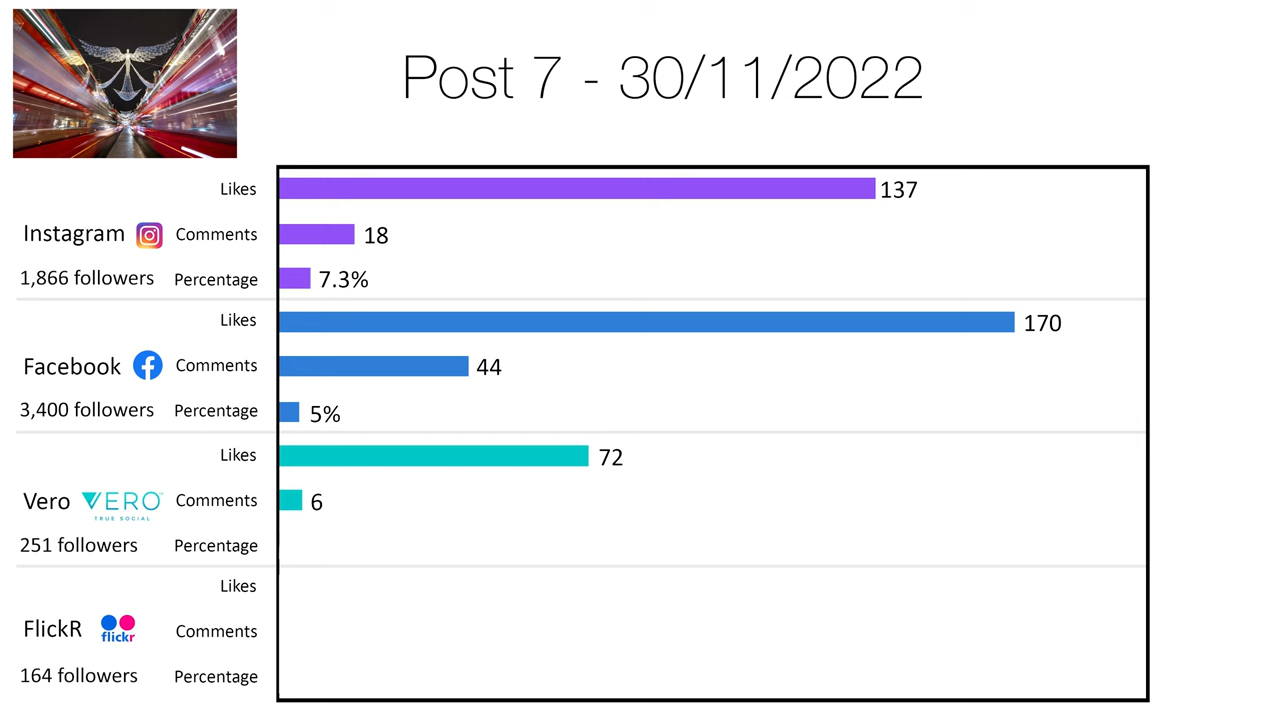 Post 7 - 30/11/2022
Likes 137
Instagram Comments 18
1,866 followers Percentage 7.3%
Likes 170
Facebook Comments 44
3,400 followers Percentage 5%
Likes 72
Vero VERO™ Comments 6
TRUE SOCIAL
251 followers Percentage
Likes
FlickR flickr Comments
164 followers Percentage